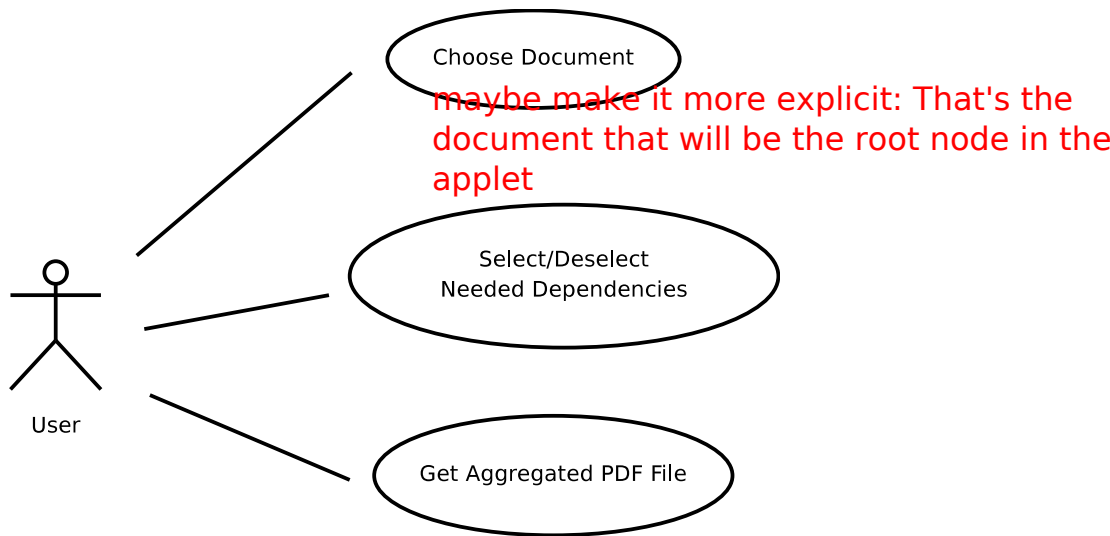 Choose Document
maybe make it more explicit: That's the
document that will be the root node in the
applet
Select/Deselect
Needed Dependencies
User
Get Aggregated PDF File